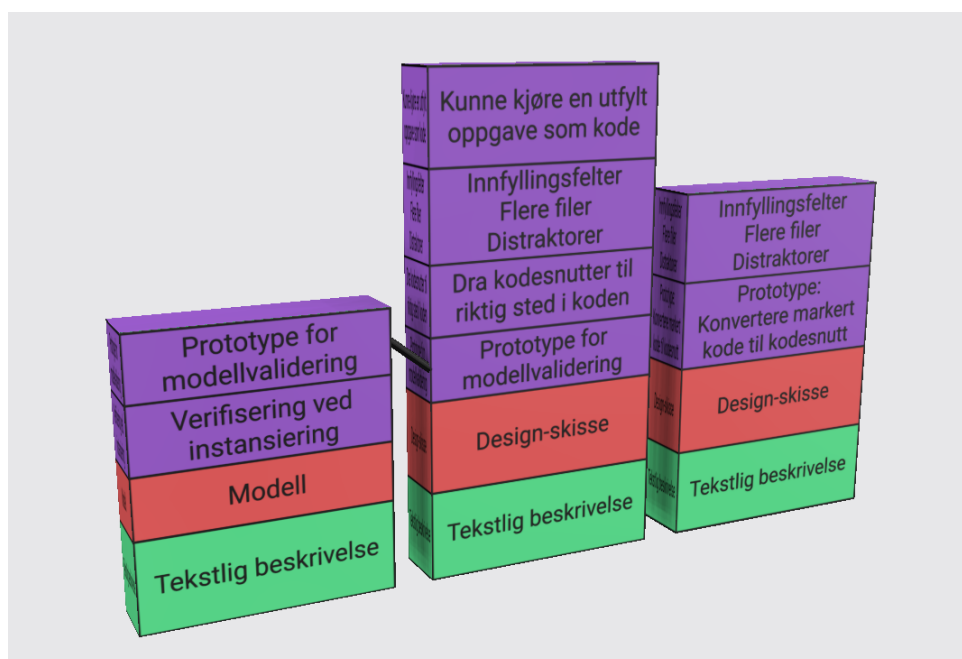 Prototype for
modellvalidering
Verifisering ved
instansiering
Modell
Tekstlig beskrivelse
Kunne kjøre en utfylt
oppgave som kode
Innfyllingsfelter
Flere filer
Distraktorer
Dra kodesnutter til
riktig sted i koden
Prototype for
modellvalidering
Design-skisse
Tekstlig beskrivelse
Innfyllingsfelter
Flere filer
Distraktorer
Prototype:
Konvertere markert
kode til kodesnutt
Design-skisse
Tekstlig beskrivelse